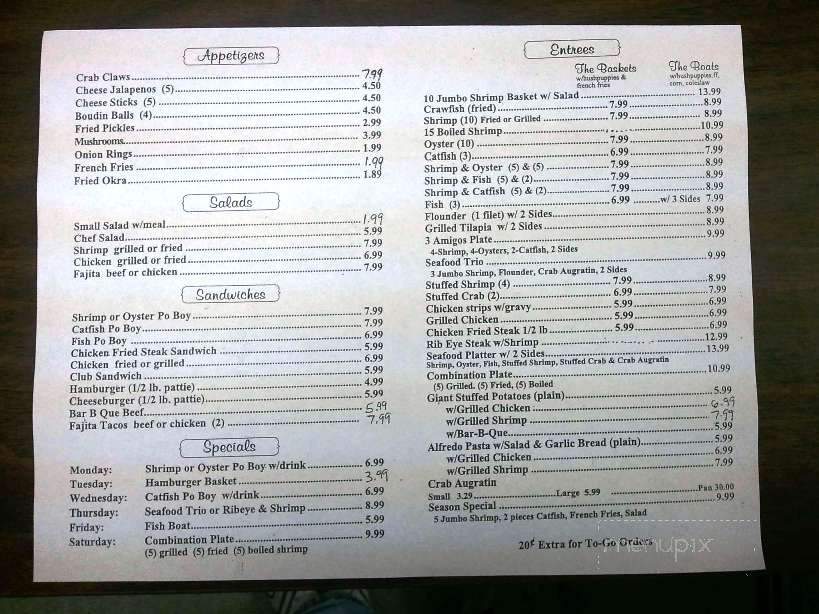 Appetizers
Crab Claws 7.99
Cheese Jalapenos (5) 4.50
Cheese Sticks (5) 4.50
Boudin Balls (4) 4.50
Fried Pickles 2.99
Mushrooms 3.99
Onion Rings 1.99
French Fries 1.99
Fried Okra 1.89
Salads
Small Salad w/meal 1.99
Chef Salad 5.99
Shrimp grilled or fried 7.99
Chicken grilled or fried 6.99
Fajita beef or chicken 7.99
Sandwiches
Shrimp or Oyster Po Boy 7.99
Catfish Po Boy 7.99
Fish Po Boy 6.99
Chicken Fried Steak Sandwich 5.99
Chicken fried or grilled 6.99
Club Sandwich 5.99
Hamburger (1/2 lb. pattie) 4.99
Cheeseburger (1/2 lb. pattie) 5.99
Bar B Que Beef 5.99
Fajita Tacos beef or chicken (2) 7.99
Specials
Monday: Shrimp or Oyster Po Boy w/drink 6.99
Tuesday: Hamburger Basket 3.99
Wednesday: Catfish Po Boy w/drink 6.99
Thursday: Seafood Trio or Ribeye & Shrimp 8.99
Friday: Fish Boat 5.99
Saturday: Combination Plate 9.99
(5) grilled (5) fried (5) boiled shrimp
Entrees
The Baskets The Boats
w/hushpuppies & w/hushpuppies, ff,
french fries corn, coleslaw
10 Jumbo Shrimp Basket w/ Salad 13.99
Crawfish (fried) 7.99 8.99
Shrimp (10) Fried or Grilled 7.99 8.99
15 Boiled Shrimp 10.99
Oyster (10) 7.99 8.99
Catfish (3) 6.99 7.99
Shrimp & Oyster (5) & (5) 7.99 8.99
Shrimp & Fish (5) & (2) 7.99 8.99
Shrimp & Catfish (5) & (2) 7.99 8.99
Fish (3) 6.99 w/ 3 Sides 7.99
Flounder (1 filet) w/ 2 Sides 8.99
Grilled Tilapia w/ 2 Sides 8.99
3 Amigos Plate 9.99
4-Shrimp, 4-Oysters, 2-Catfish, 2 Sides
Seafood Trio 9.99
3 Jumbo Shrimp, Flounder, Crab Augratin, 2 Sides
Stuffed Shrimp (4) 7.99 8.99
Stuffed Crab (2) 6.99 7.99
Chicken strips w/gravy 5.99 6.99
Grilled Chicken 5.99 6.99
Chicken Fried Steak 1/2 lb 5.99 6.99
Rib Eye Steak w/Shrimp 12.99
Seafood Platter w/ 2 Sides 13.99
Shrimp, Oyster, Fish, Stuffed Shrimp, Stuffed Crab & Crab Augratin
Combination Plate 10.99
(5) Grilled, (5) Fried, (5) Boiled
Giant Stuffed Potatoes (plain) 5.99
w/Grilled Chicken 6.99
w/Grilled Shrimp 7.99
w/Bar-B-Que 5.99
Alfredo Pasta w/Salad & Garlic Bread (plain) 5.99
w/Grilled Chicken 6.99
w/Grilled Shrimp 7.99
Crab Augratin
Small 3.29 Large 5.99 Pan 30.00
Season Special 9.99
5 Jumbo Shrimp, 2 pieces Catfish, French Fries, Salad
20¢ Extra for To-Go Orders
menupix